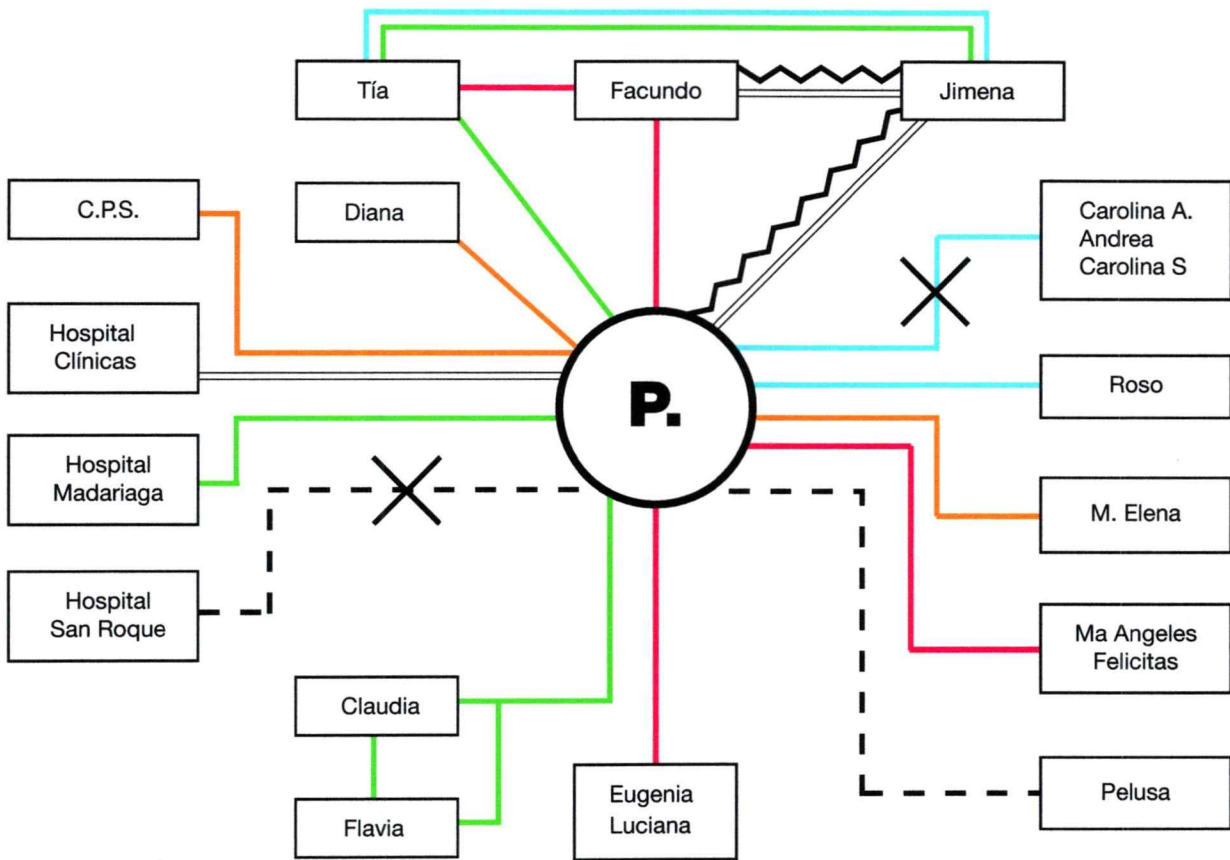 Tía
Facundo
Jimena
C.P.S.
Diana
Carolina A.
Andrea
Carolina S
Hospital
Clínicas
P.
Roso
Hospital
Madariaga
M. Elena
Hospital
San Roque
Ma Angeles
Felicitas
Claudia
Eugenia
Luciana
Pelusa
Flavia